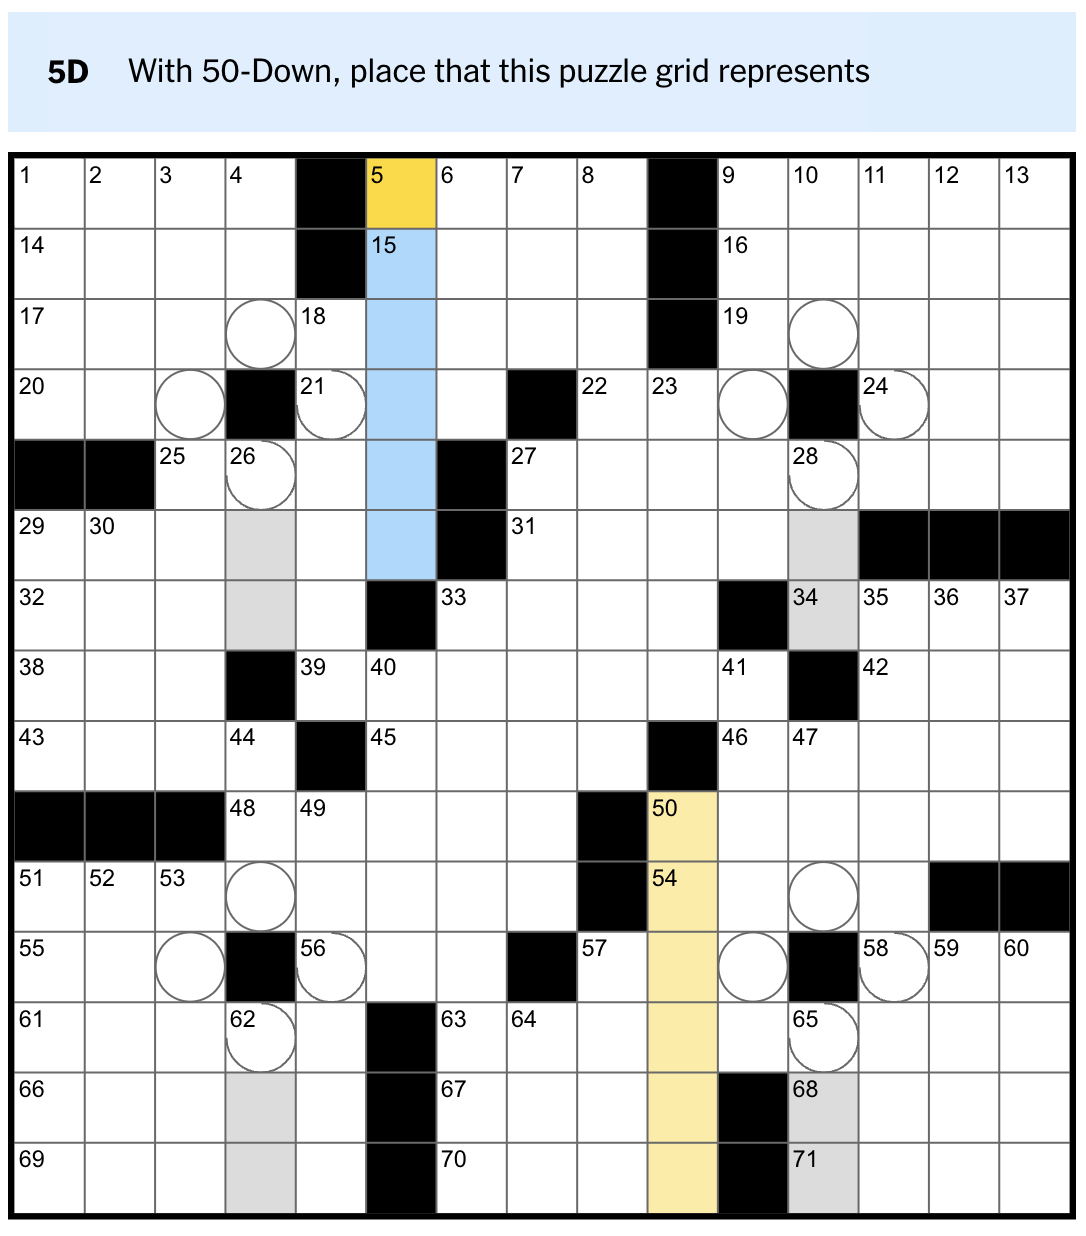 5D With 50-Down, place that this puzzle grid represents
1 2 3 4 5 6 7 8 9 10 11 12 13
14 15 16
17 18 19
20 21 22 23 24
25 26 27 28
29 30 31
32 33 34 35 36 37
38 39 40 41 42
43 44 45 46 47
48 49 50
51 52 53 54
55 56 57 58 59 60
61 62 63 64 65
66 67 68
69 70 71